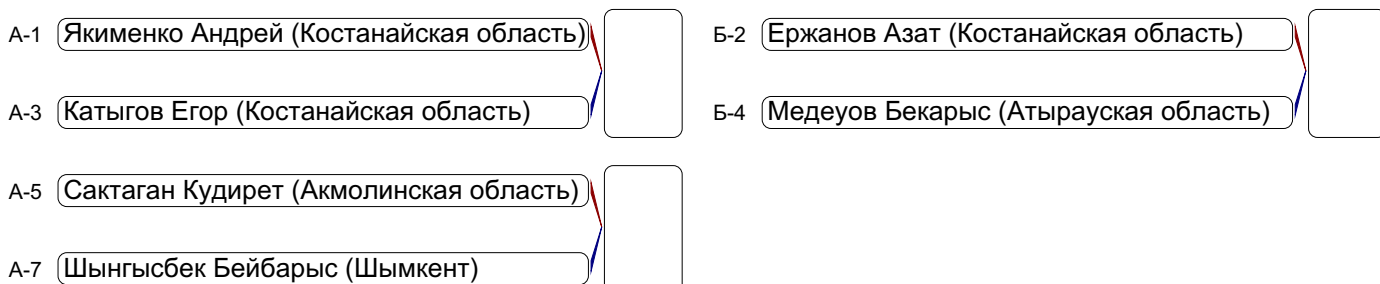 А-1 Якименко Андрей (Костанайская область)
А-3 Катыгов Егор (Костанайская область)
А-5 Сактаган Кудирет (Акмолинская область)
А-7 Шынгысбек Бейбарыс (Шымкент)
Б-2 Ержанов Азат (Костанайская область)
Б-4 Медеуов Бекарыс (Атырауская область)